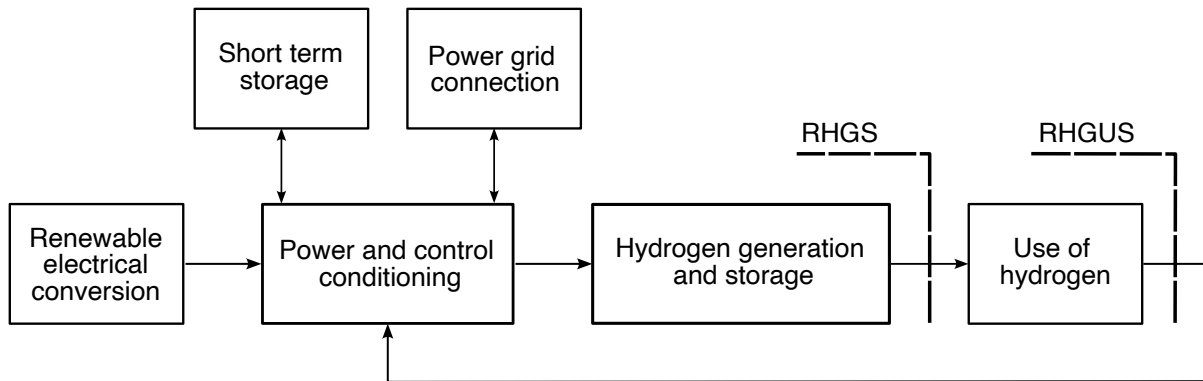 Short term
storage
Power grid
connection
RHGS
RHGUS
Renewable
electrical
conversion
Power and control
conditioning
Hydrogen generation
and storage
Use of
hydrogen